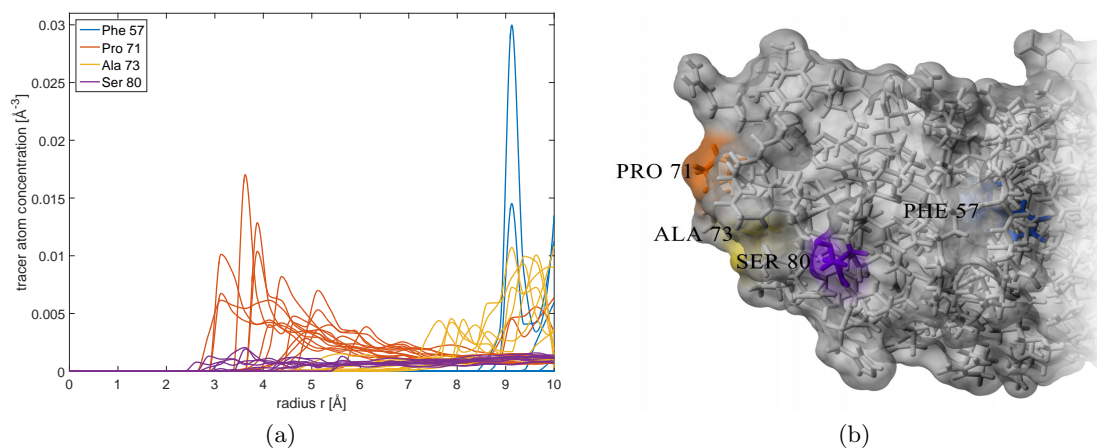 0.03
0.025
0.02
0.015
0.01
0.005
0
tracer atom concentration [Å⁻³]
Phe 57
Pro 71
Ala 73
Ser 80
0 1 2 3 4 5 6 7 8 9 10
radius r [Å]
(a)
PRO 71
PHE 57
ALA 73
SER 80
(b)